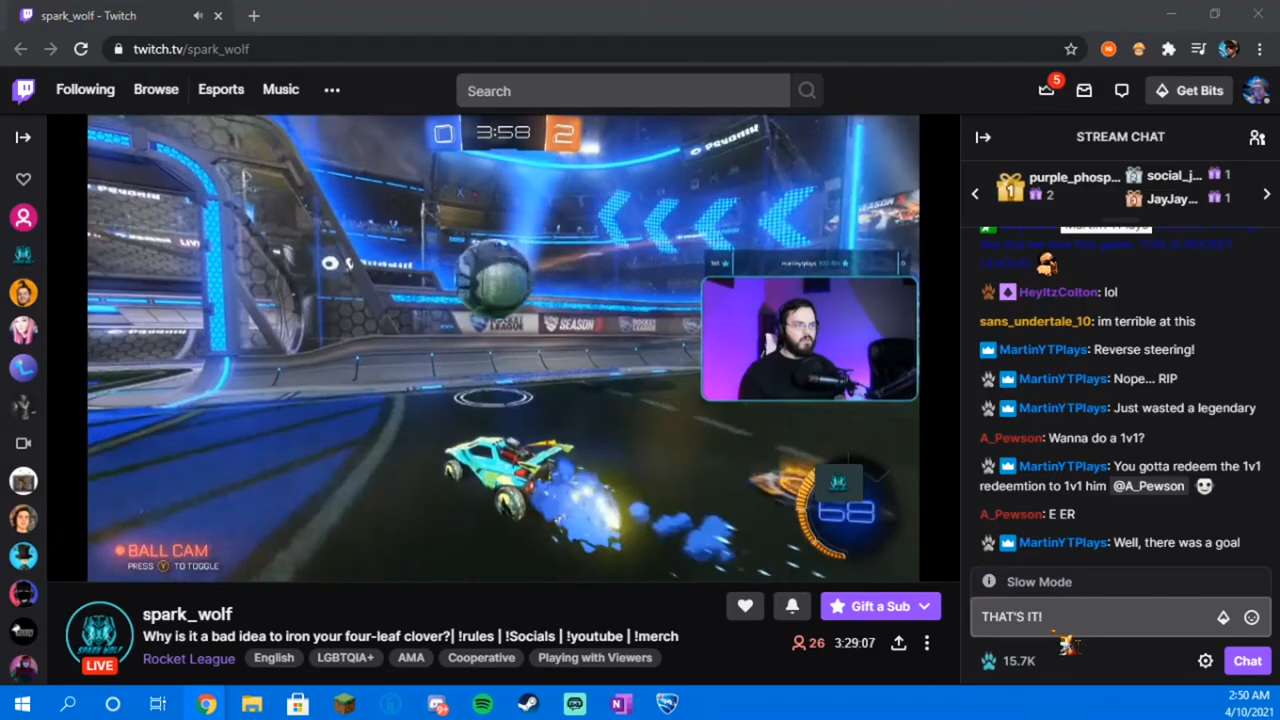 spark_wolf - Twitch
twitch.tv/spark_wolf
Following Browse Esports Music
Search
5
Get Bits
3:58 2
PSYONIX
STREAM CHAT
1 purple_phosp... 2
social_j... 1
JayJay... 1
HeyItzColton: lol
sans_undertale_10: im terrible at this
MartinYTPlays: Reverse steering!
MartinYTPlays: Nope... RIP
MartinYTPlays: Just wasted a legendary
A_Pewson: Wanna do a 1v1?
MartinYTPlays: You gotta redeem the 1v1
redeemtion to 1v1 him @A_Pewson
A_Pewson: E ER
MartinYTPlays: Well, there was a goal
Slow Mode
THAT'S IT!
15.7K
Chat
SEASON
68
BALL CAM
PRESS Y TO TOGGLE
spark_wolf
Why is it a bad idea to iron your four-leaf clover?| !rules | !Socials | !youtube | !merch
Rocket League English LGBTQIA+ AMA Cooperative Playing with Viewers
LIVE
Gift a Sub
26 3:29:07
2:50 AM
4/10/2021